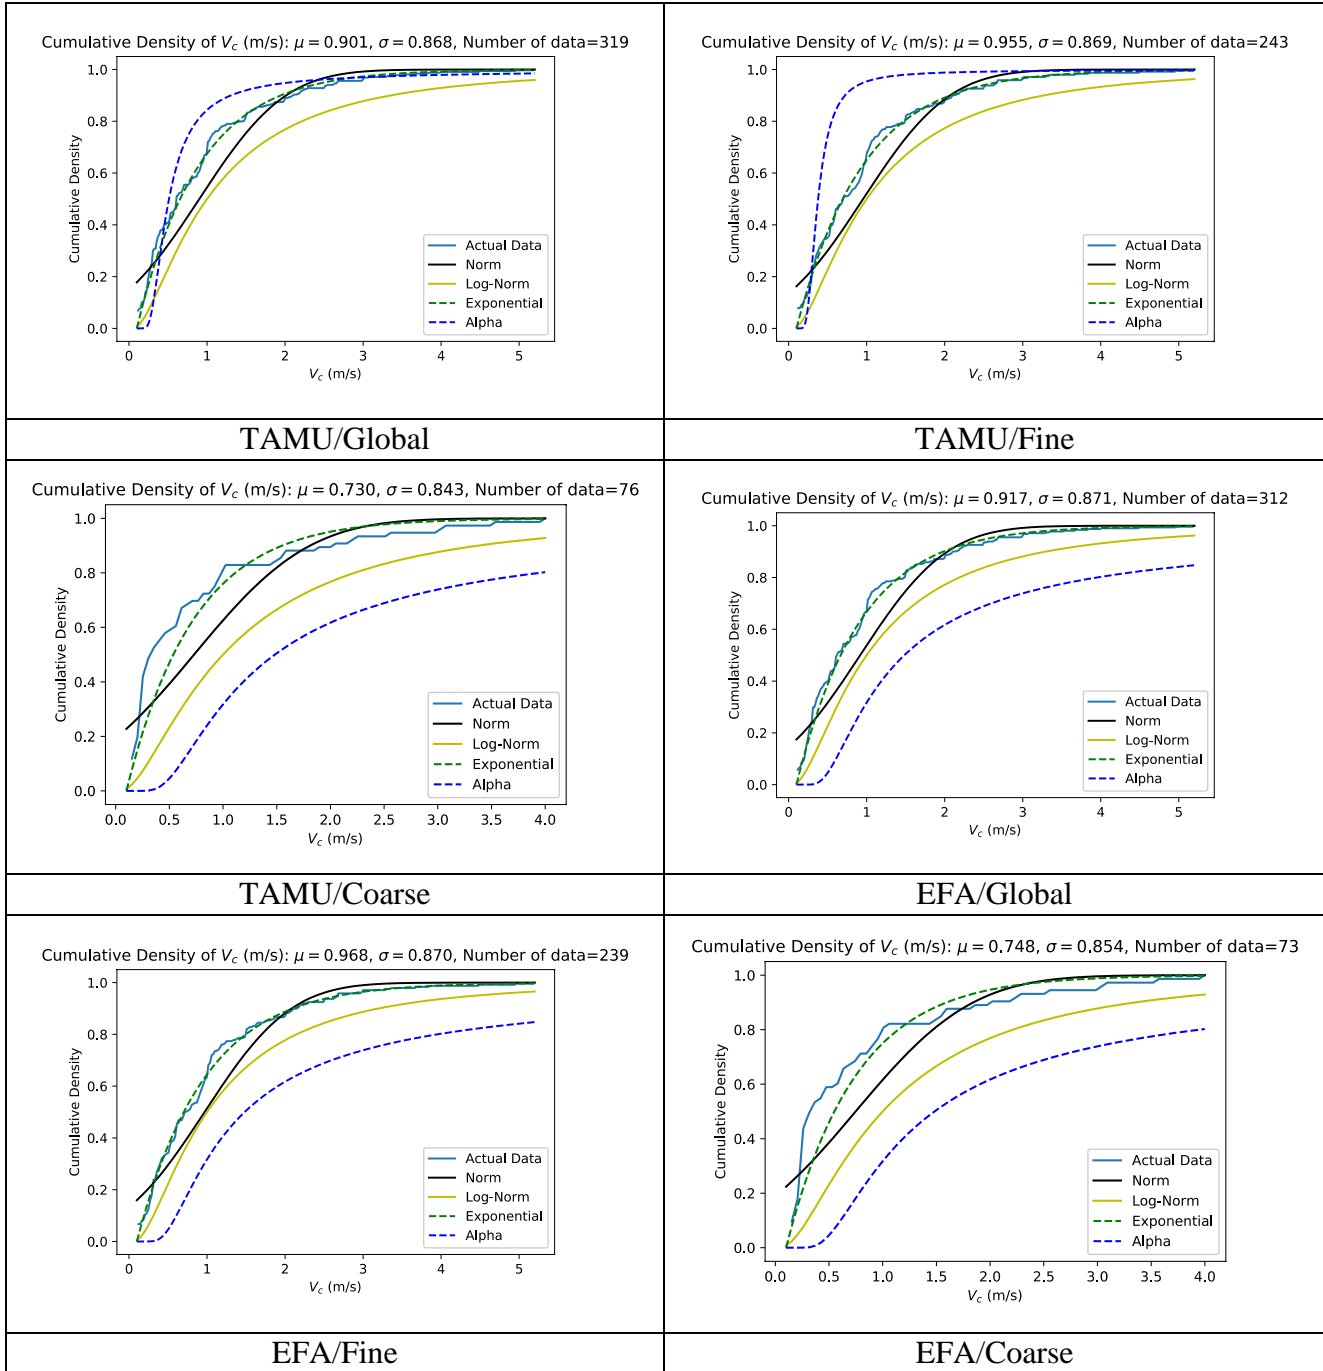 Cumulative Density of V_c (m/s): μ = 0.901, σ = 0.868, Number of data=319
1.0
0.8
0.6
0.4
0.2
0.0
Cumulative Density
Actual Data
Norm
Log-Norm
Exponential
Alpha
0 1 2 3 4 5
V_c (m/s)
TAMU/Global
Cumulative Density of V_c (m/s): μ = 0.955, σ = 0.869, Number of data=243
1.0
0.8
0.6
0.4
0.2
0.0
Cumulative Density
Actual Data
Norm
Log-Norm
Exponential
Alpha
0 1 2 3 4 5
V_c (m/s)
TAMU/Fine
Cumulative Density of V_c (m/s): μ = 0.730, σ = 0.843, Number of data=76
1.0
0.8
0.6
0.4
0.2
0.0
Cumulative Density
Actual Data
Norm
Log-Norm
Exponential
Alpha
0.0 0.5 1.0 1.5 2.0 2.5 3.0 3.5 4.0
V_c (m/s)
TAMU/Coarse
Cumulative Density of V_c (m/s): μ = 0.917, σ = 0.871, Number of data=312
1.0
0.8
0.6
0.4
0.2
0.0
Cumulative Density
Actual Data
Norm
Log-Norm
Exponential
Alpha
0 1 2 3 4 5
V_c (m/s)
EFA/Global
Cumulative Density of V_c (m/s): μ = 0.968, σ = 0.870, Number of data=239
1.0
0.8
0.6
0.4
0.2
0.0
Cumulative Density
Actual Data
Norm
Log-Norm
Exponential
Alpha
0 1 2 3 4 5
V_c (m/s)
EFA/Fine
Cumulative Density of V_c (m/s): μ = 0.748, σ = 0.854, Number of data=73
1.0
0.8
0.6
0.4
0.2
0.0
Cumulative Density
Actual Data
Norm
Log-Norm
Exponential
Alpha
0.0 0.5 1.0 1.5 2.0 2.5 3.0 3.5 4.0
V_c (m/s)
EFA/Coarse